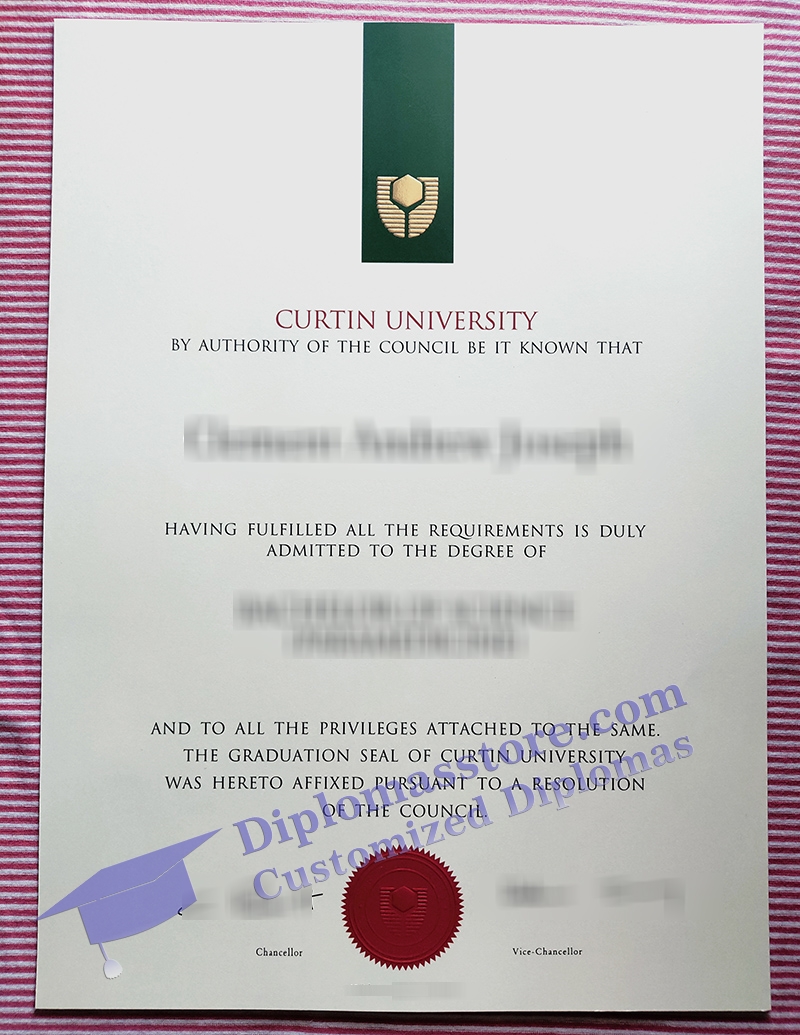 CURTIN UNIVERSITY
BY AUTHORITY OF THE COUNCIL BE IT KNOWN THAT
HAVING FULFILLED ALL THE REQUIREMENTS IS DULY
ADMITTED TO THE DEGREE OF
AND TO ALL THE PRIVILEGES ATTACHED TO THE SAME.
THE GRADUATION SEAL OF CURTIN UNIVERSITY
WAS HERETO AFFIXED PURSUANT TO A RESOLUTION
OF THE COUNCIL.
Diplomasstore.com
Customized Diplomas
Chancellor
Vice-Chancellor